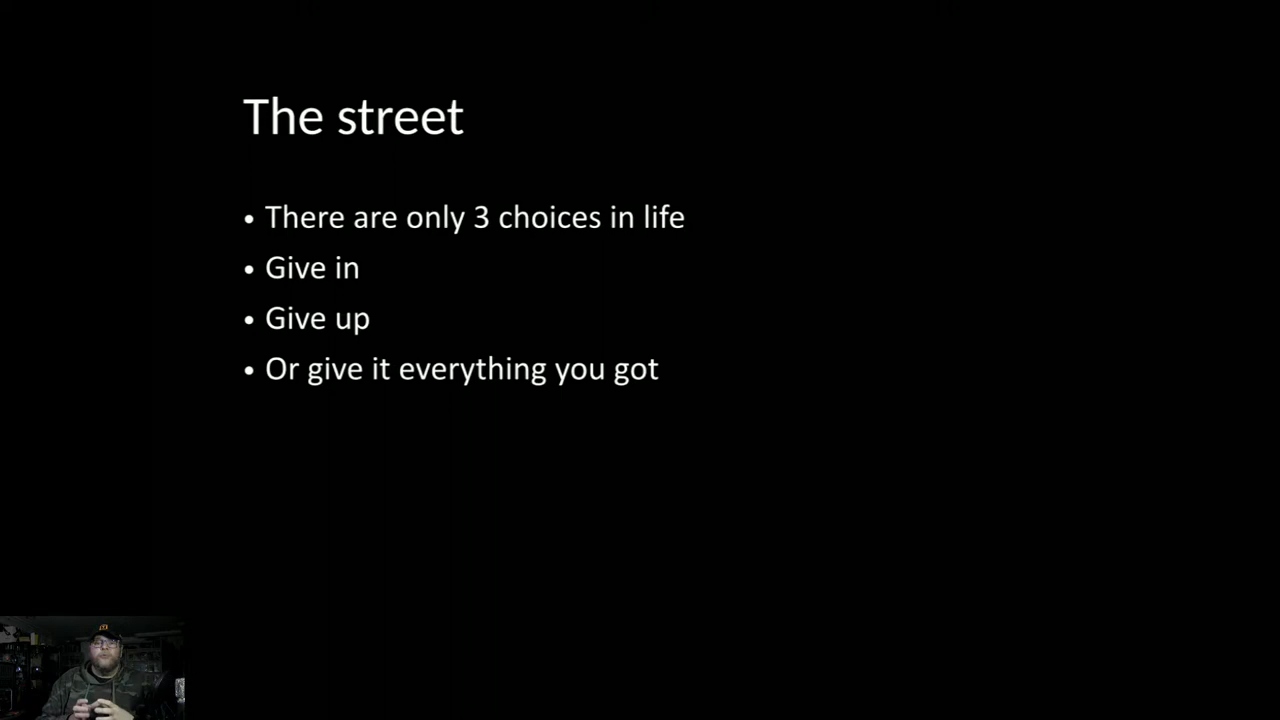 The street
• There are only 3 choices in life
• Give in
• Give up
• Or give it everything you got